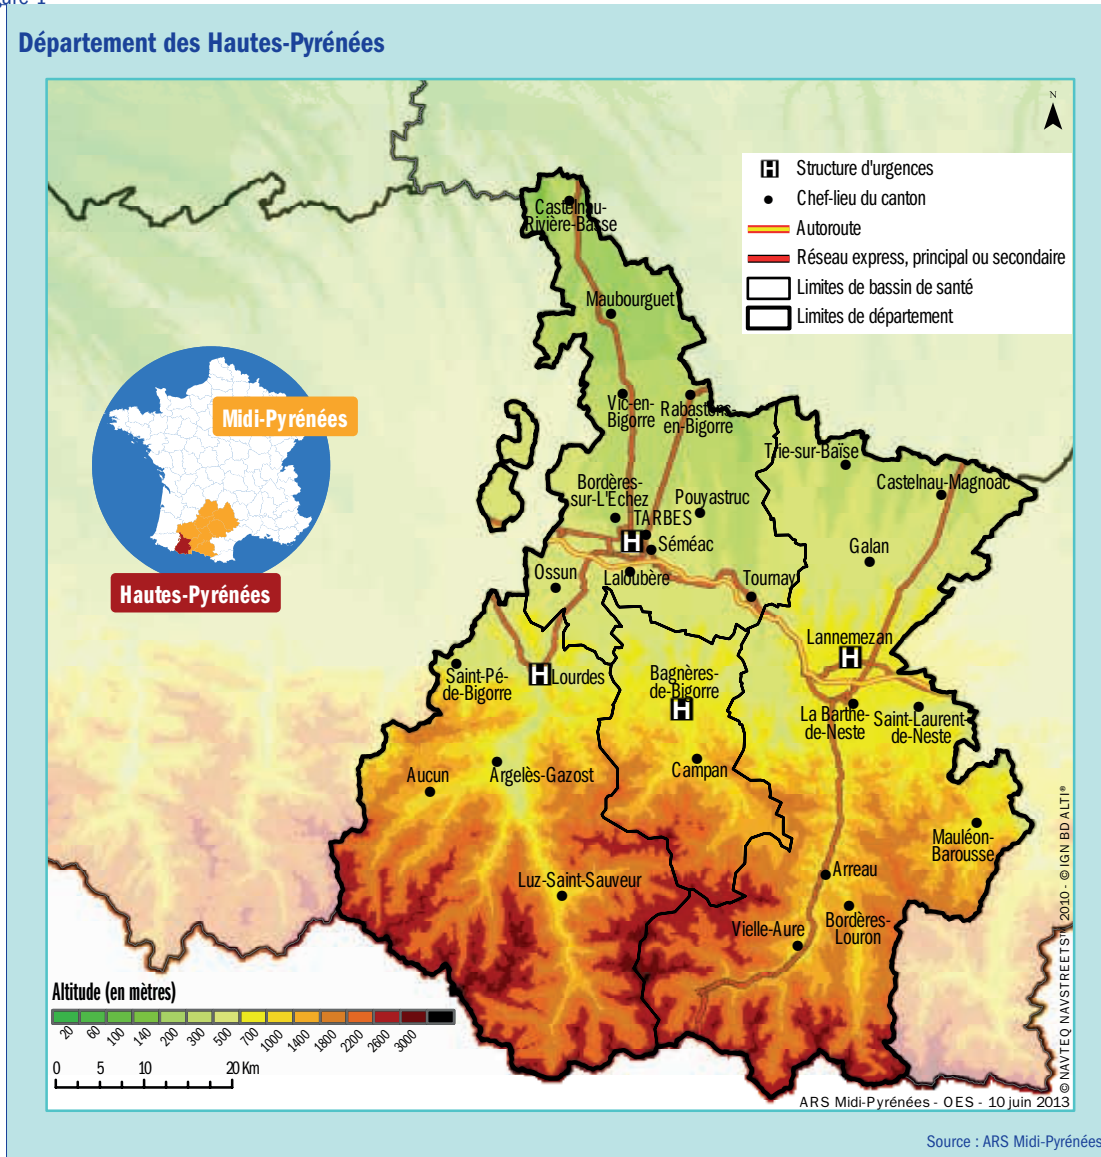 Département des Hautes-Pyrénées
N
Structure d'urgences
Chef-lieu du canton
Autoroute
Réseau express, principal ou secondaire
Limites de bassin de santé
Limites de département
Castelnau-
Rivière-Basse
Maubourguet
Midi-Pyrénées
Hautes-Pyrénées
Vic-en-
Bigorre
Rabastens-
en-Bigorre
Trie-sur-Baïse
Castelnau-Magnoac
Bordères-
sur-L'Echez
Pouyastruc
TARBES
H
Séméac
Galan
Ossun
Laloubère
Tournay
Lannemezan
H
Saint-Pé-
de-Bigorre
H
Lourdes
Bagnères-
de-Bigorre
H
La Barthe-
de-Neste
Saint-Laurent-
de-Neste
Aucun
Argelès-Gazost
Campan
Mauléon-
Barousse
Luz-Saint-Sauveur
Arreau
Vielle-Aure
Bordères-
Louron
Altitude (en mètres)
20 60 100 140 200 300 500 700 1000 1400 1800 2200 2600 3000
0 5 10 20 Km
© NAVTEQ NAVSTREETS™ 2010 - © IGN BD ALTI®
ARS Midi-Pyrénées - OES - 10 juin 2013
Source : ARS Midi-Pyrénées